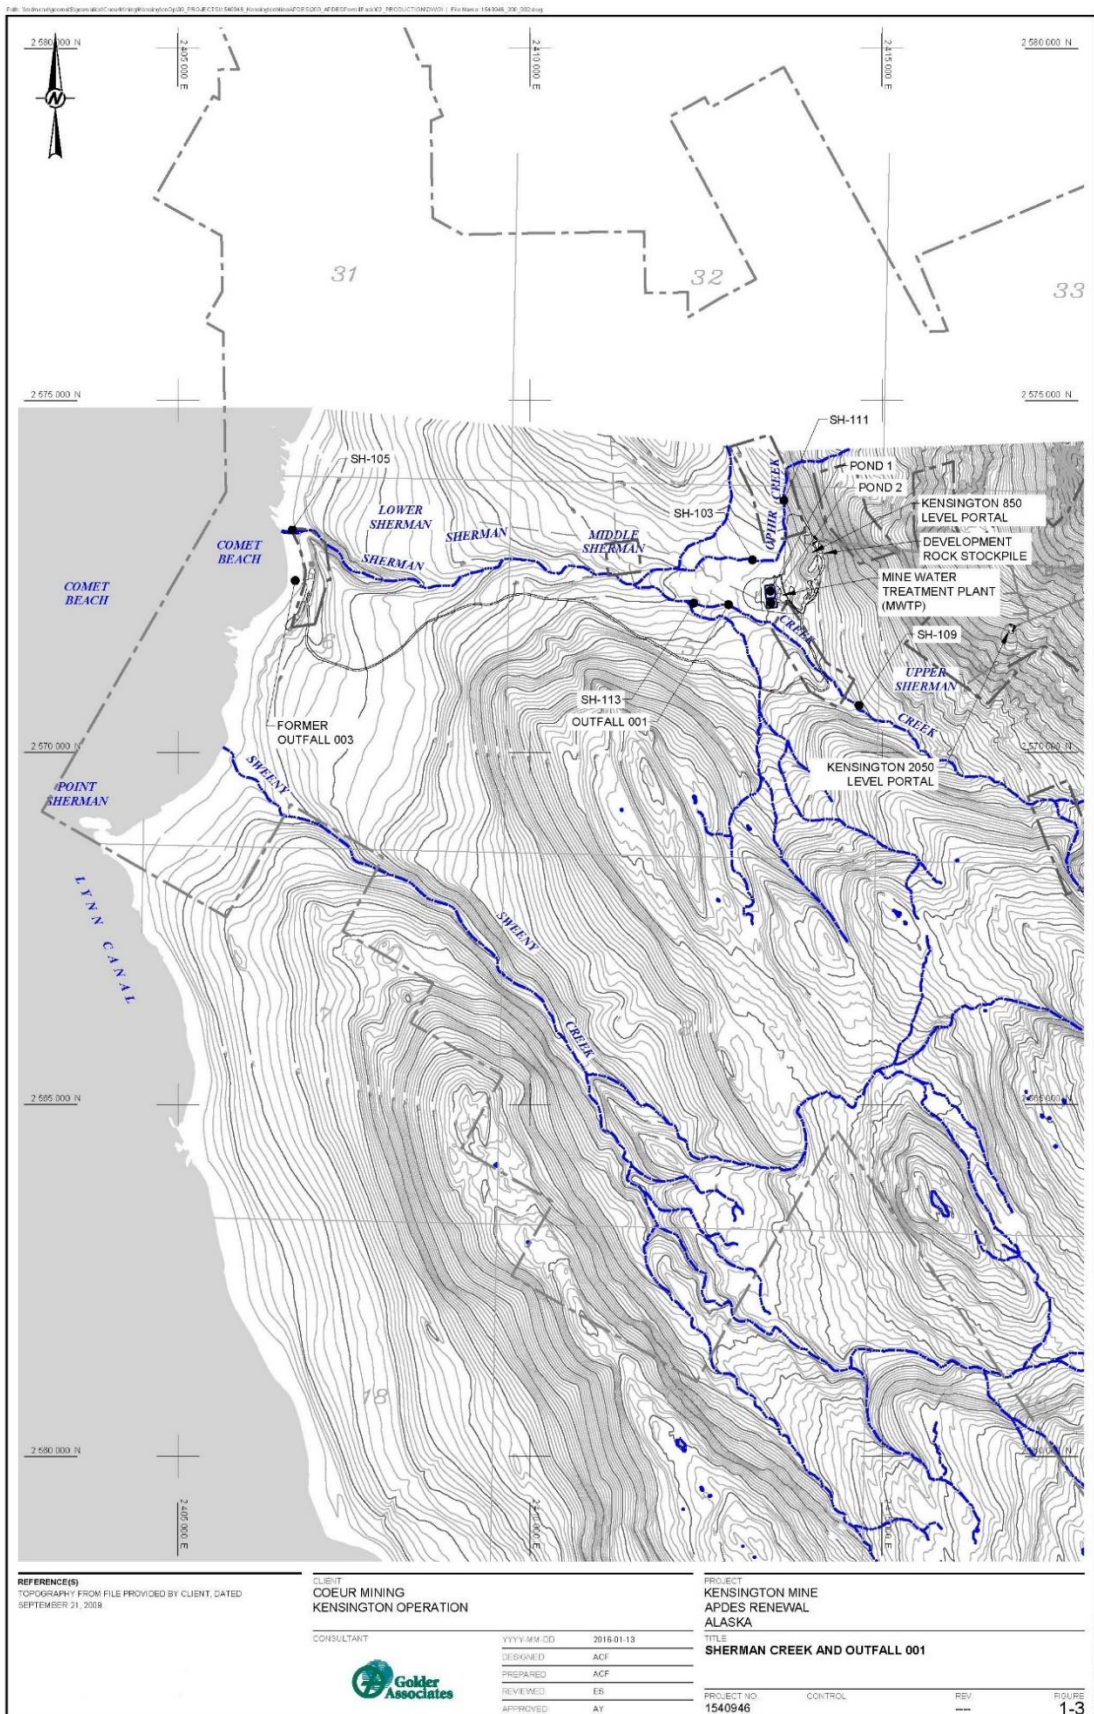 2 405 000 E
2 410 000 E
2 415 000 E
2 580 000 N
2 580 000 N
N
31
32
33
2 575 000 N
2 575 000 N
SH-111
SH-105
POND 1
POND 2
LOWER
SHERMAN
SHERMAN
MIDDLE
SHERMAN
SH-103
OPHIR CREEK
KENSINGTON 850
LEVEL PORTAL
DEVELOPMENT
ROCK STOCKPILE
COMET
BEACH
SHERMAN
COMET
BEACH
MINE WATER
TREATMENT PLANT
(MWTP)
CREEK
SH-109
6
UPPER
SHERMAN
SH-113
OUTFALL 001
CREEK
FORMER
OUTFALL 003
2 570 000 N
2 570 000 N
SWEENY
KENSINGTON 2050
LEVEL PORTAL
POINT
SHERMAN
LYNN CANAL
SWEENY
7
8
CREEK
2 565 000 N
2 565 000 N
18
2 560 000 N
2 405 000 E
2 410 000 E
2 415 000 E
REFERENCE(S)
TOPOGRAPHY FROM FILE PROVIDED BY CLIENT, DATED
SEPTEMBER 21, 2009.
CLIENT
COEUR MINING
KENSINGTON OPERATION
CONSULTANT
Golder
Associates
YYYY-MM-DD 2016-01-13
DESIGNED ACF
PREPARED ACF
REVIEWED EB
APPROVED AY
PROJECT
KENSINGTON MINE
APDES RENEWAL
ALASKA
TITLE
SHERMAN CREEK AND OUTFALL 001
PROJECT NO. CONTROL REV. FIGURE
1540946 ---- 1-3